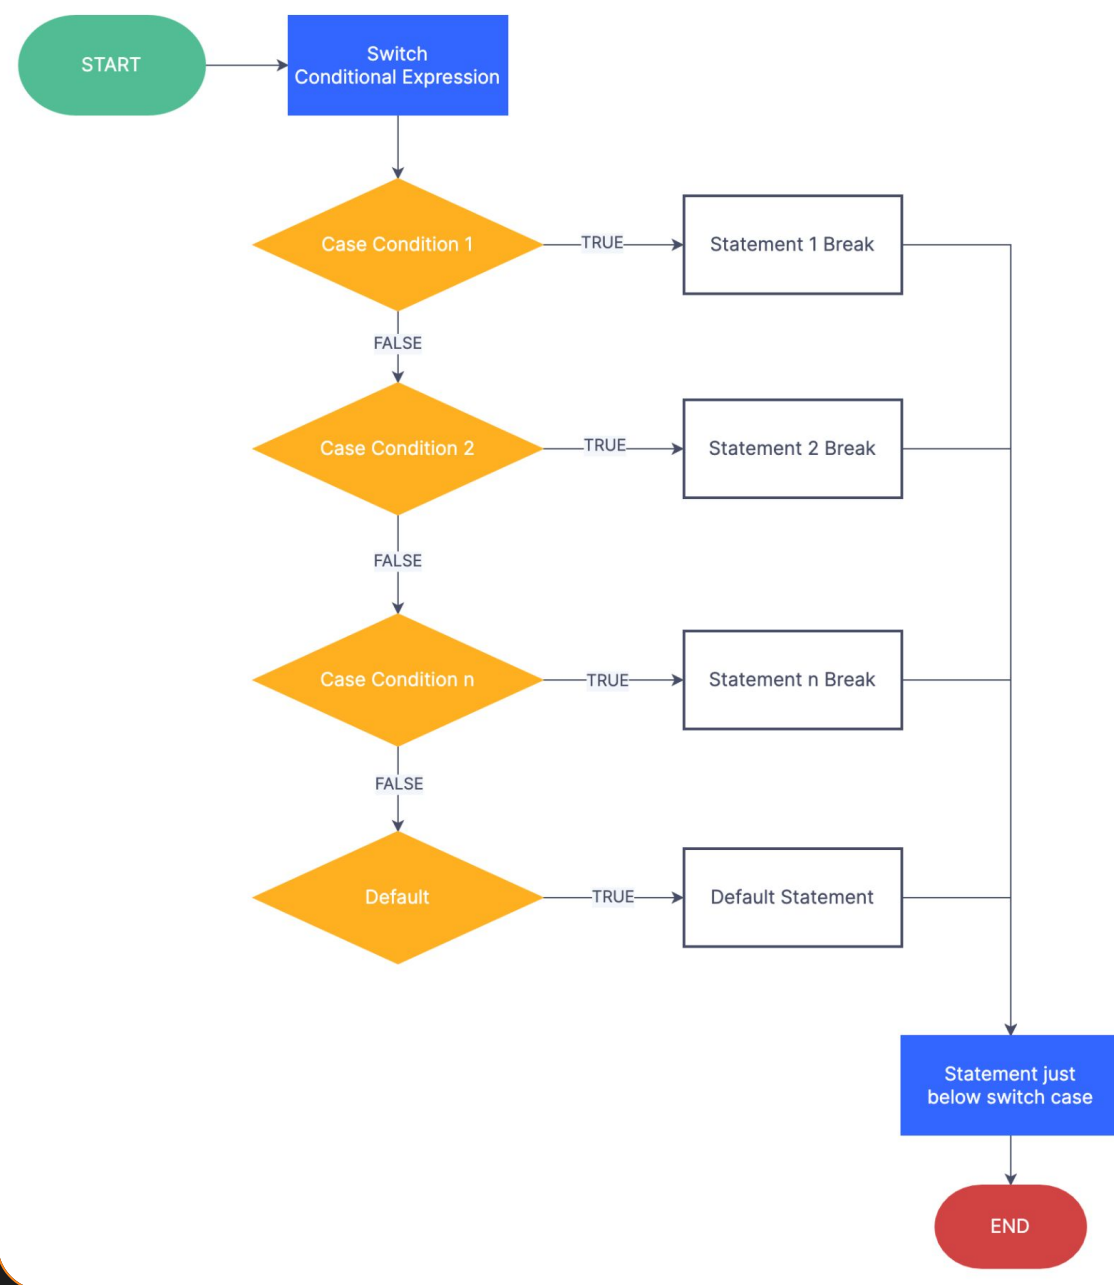 START
Switch
Conditional Expression
Case Condition 1
TRUE
Statement 1 Break
FALSE
Case Condition 2
TRUE
Statement 2 Break
FALSE
Case Condition n
TRUE
Statement n Break
FALSE
Default
TRUE
Default Statement
Statement just
below switch case
END